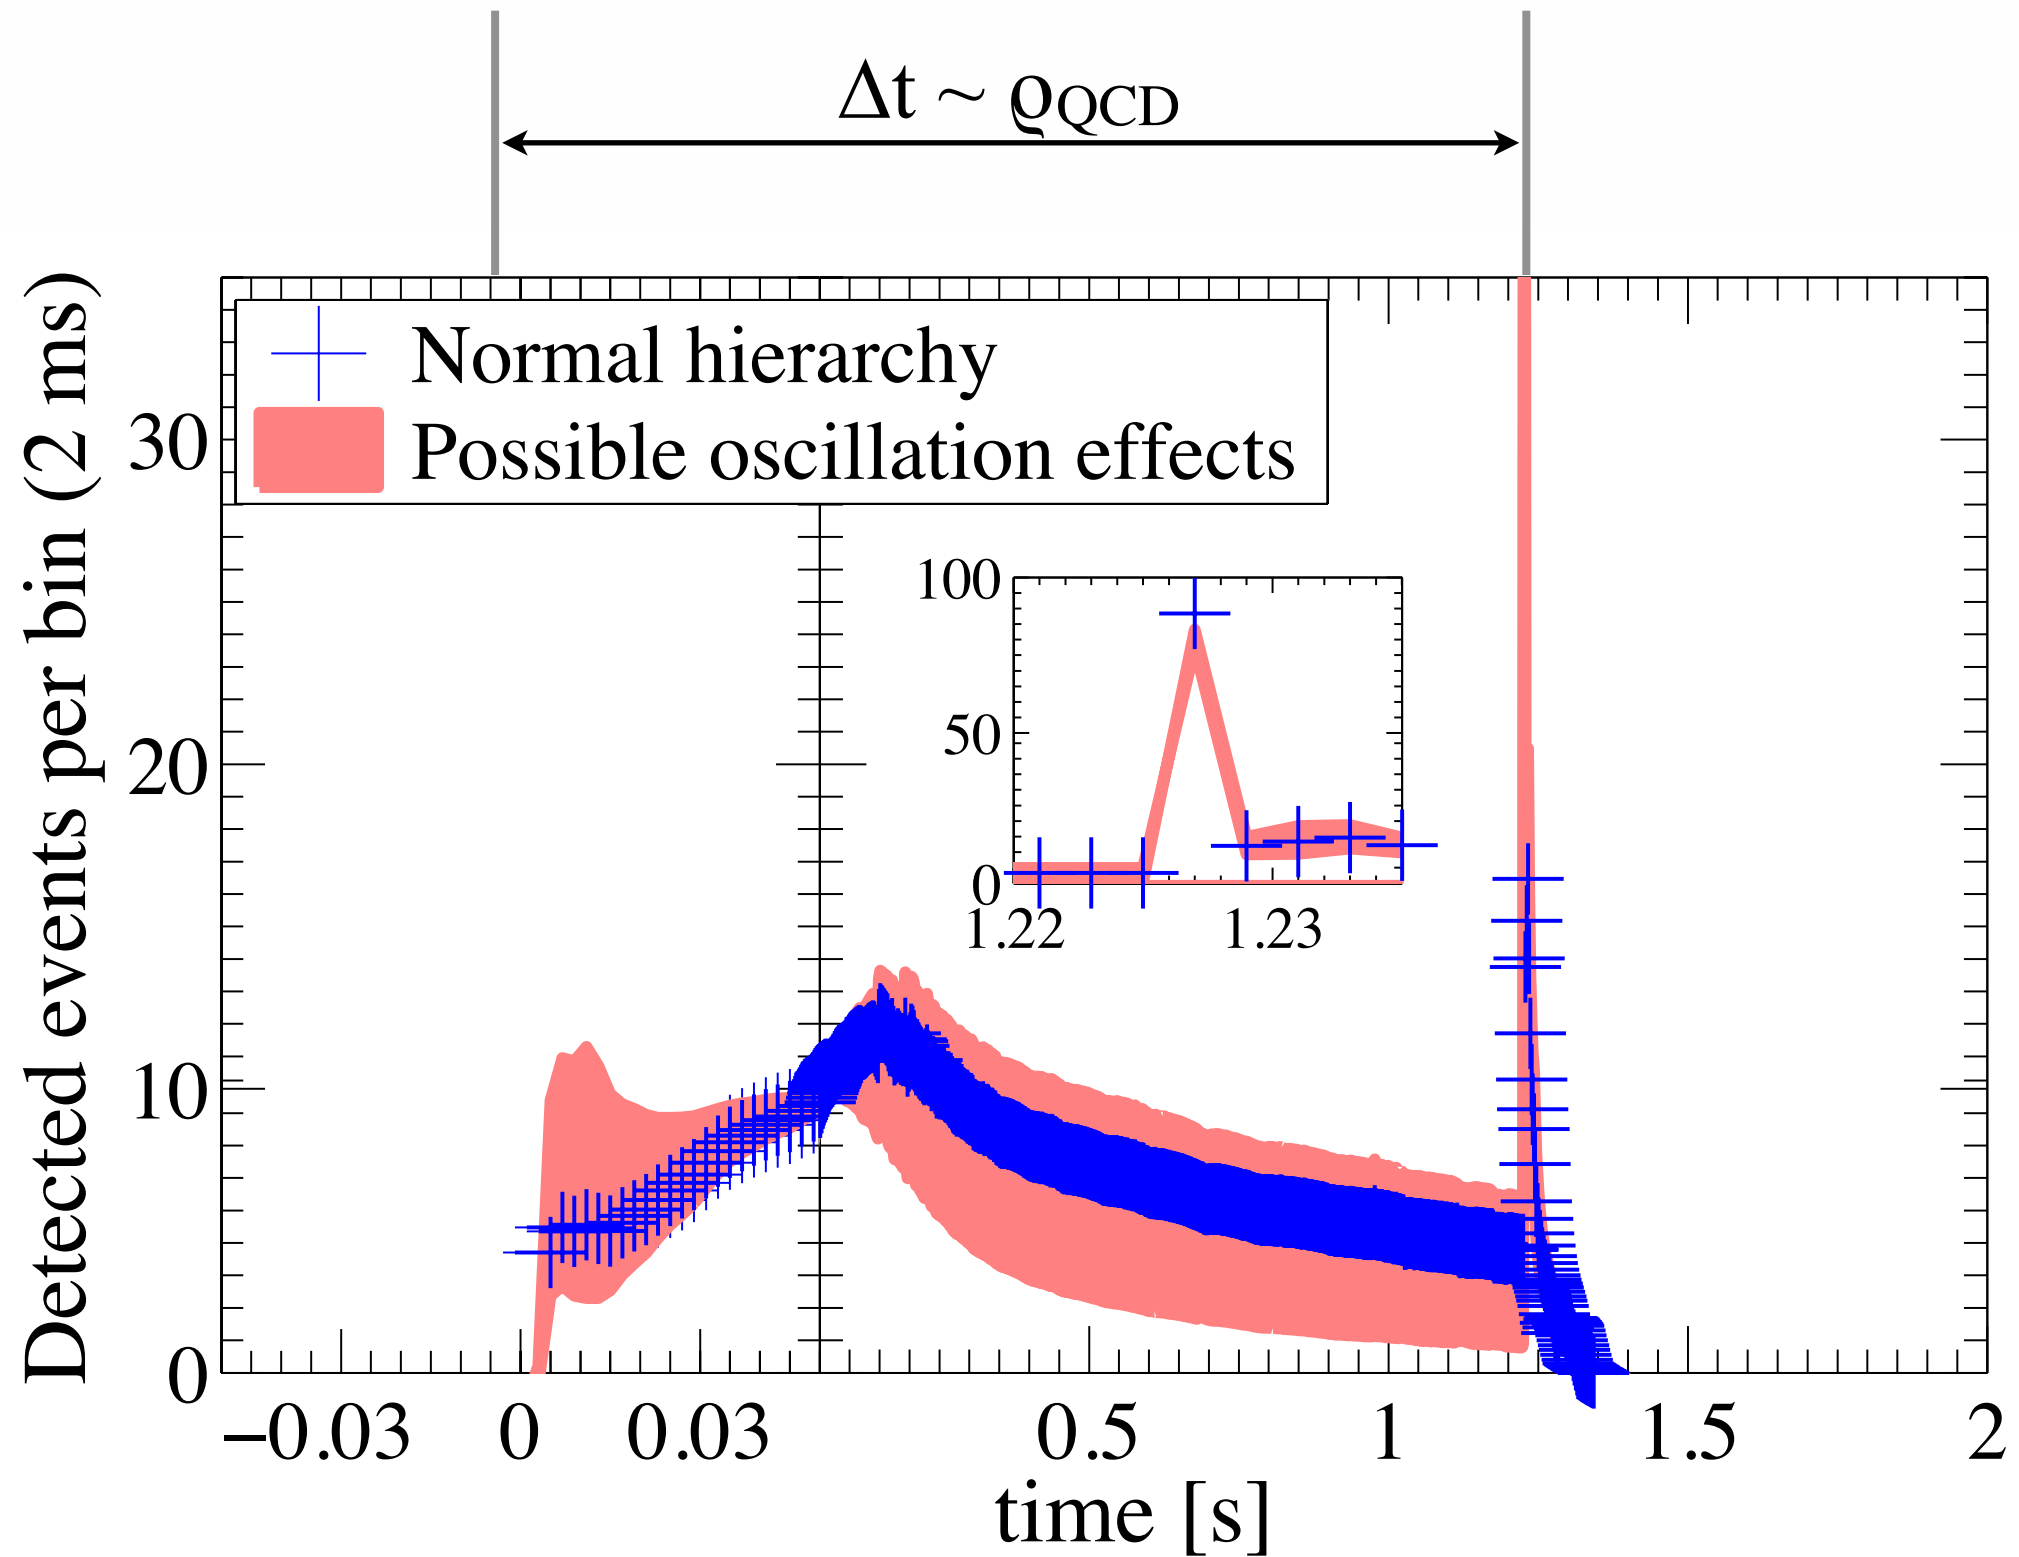 Δt ~ ϱQCD
Detected events per bin (2 ms)
Normal hierarchy
Possible oscillation effects
30
20
10
0
100
50
0
1.22 1.23
−0.03 0 0.03 0.5 1 1.5 2
time [s]